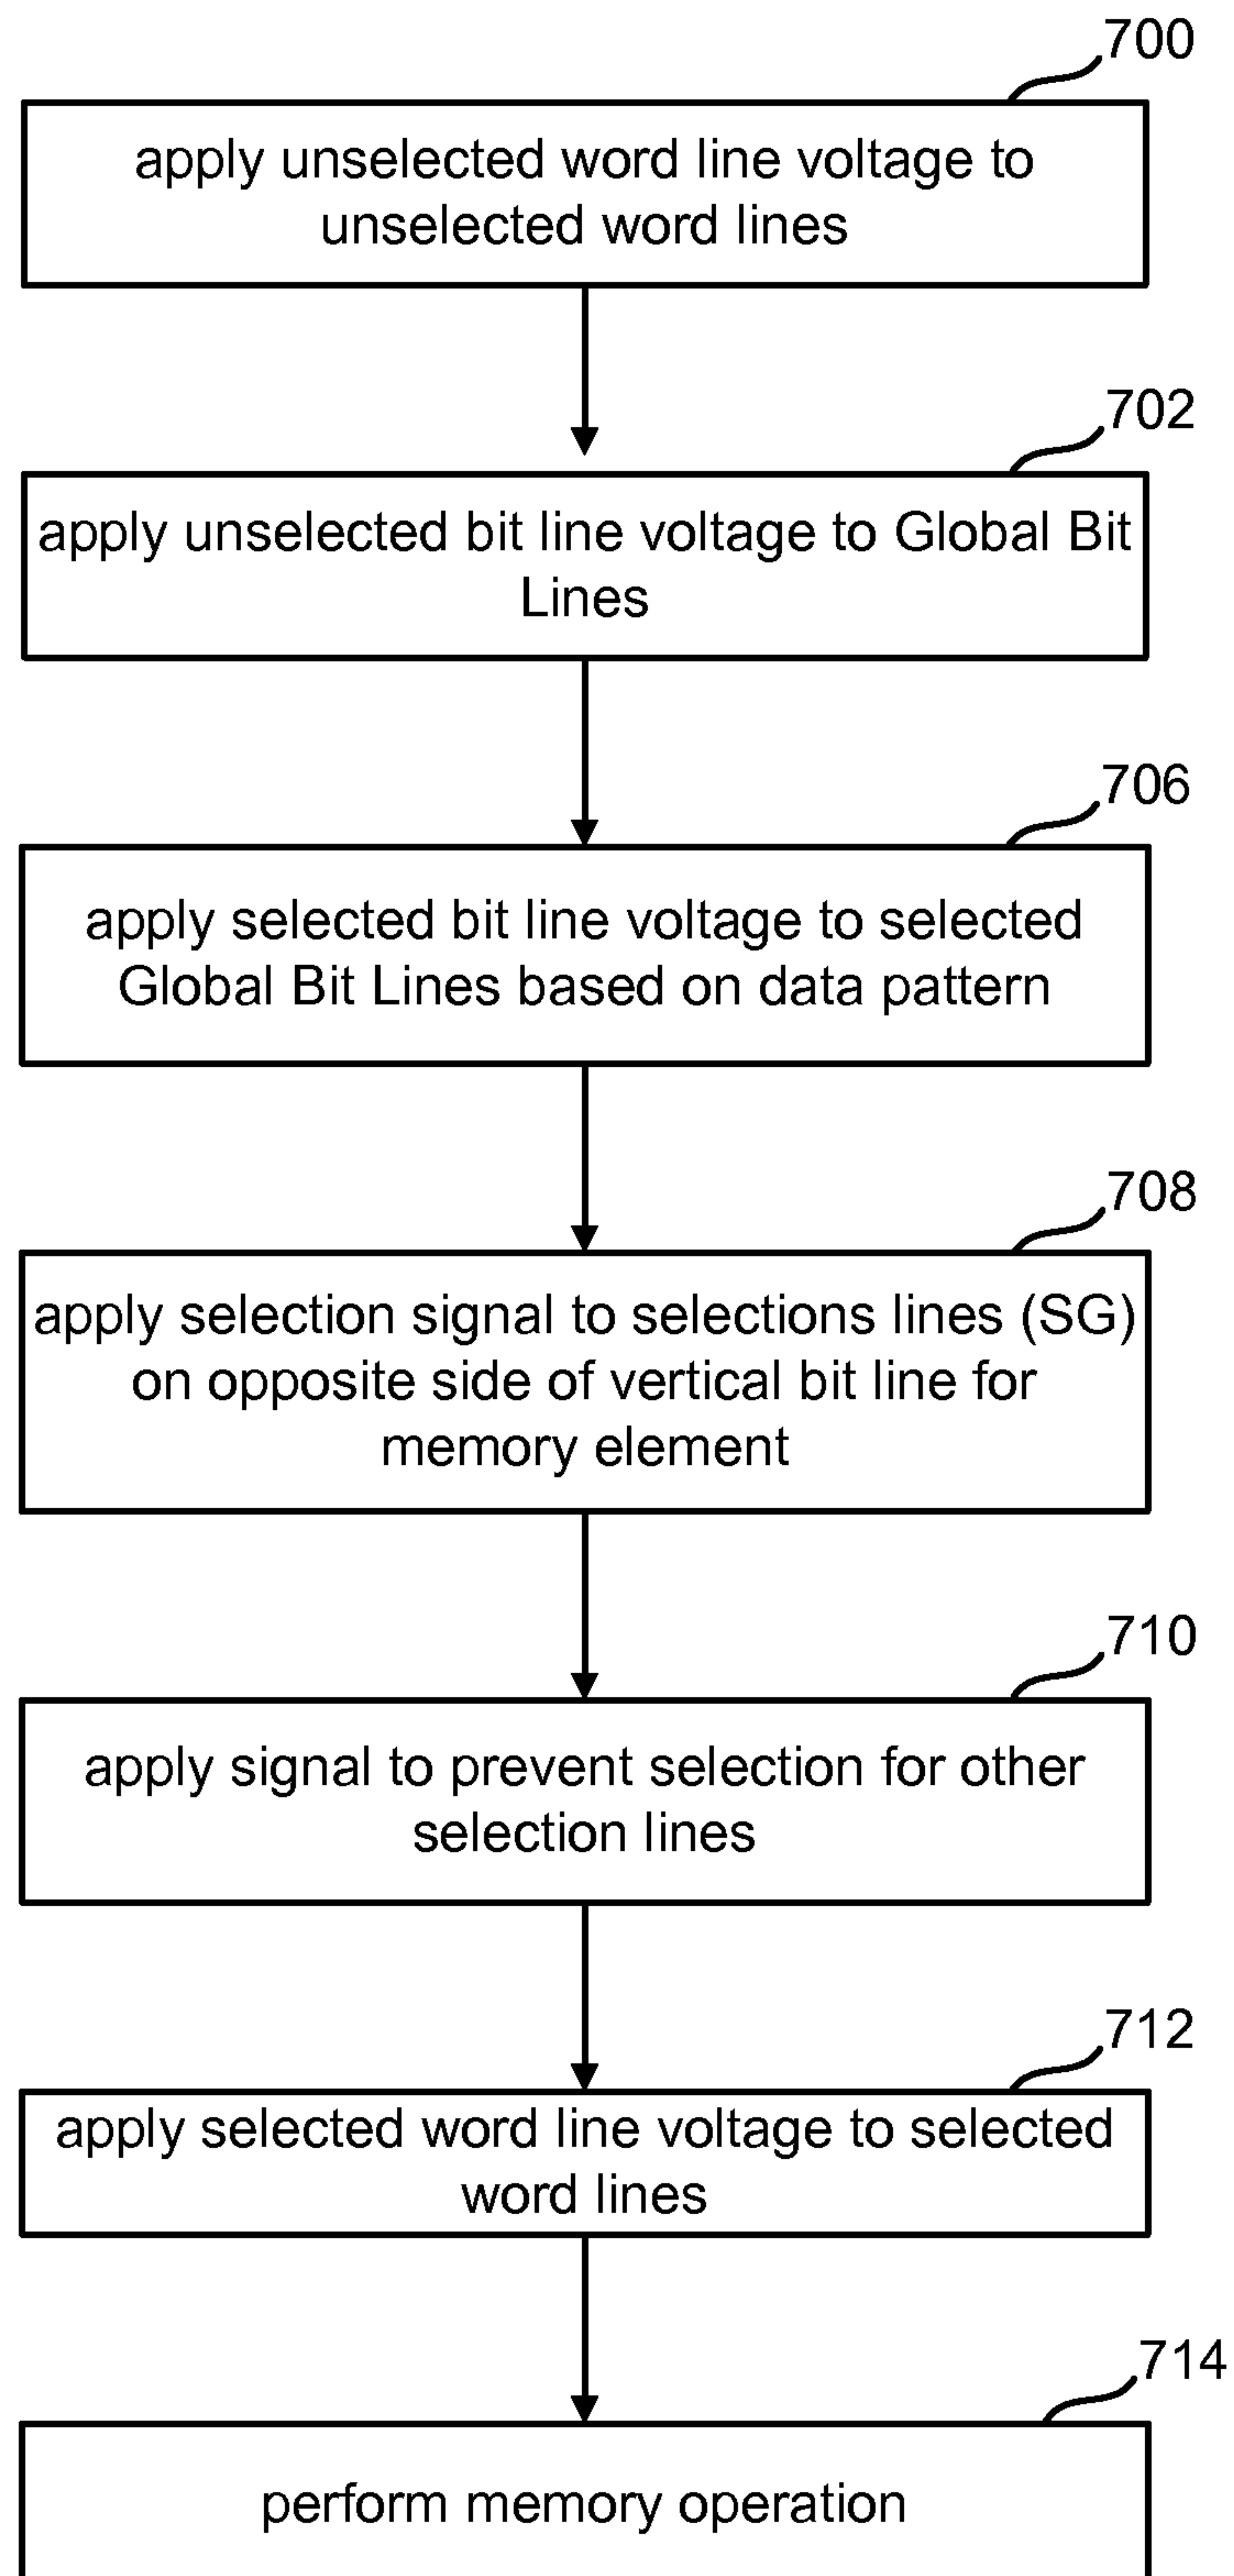 700
apply unselected word line voltage to
unselected word lines
702
apply unselected bit line voltage to Global Bit
Lines
706
apply selected bit line voltage to selected
Global Bit Lines based on data pattern
708
apply selection signal to selections lines (SG)
on opposite side of vertical bit line for
memory element
710
apply signal to prevent selection for other
selection lines
712
apply selected word line voltage to selected
word lines
714
perform memory operation